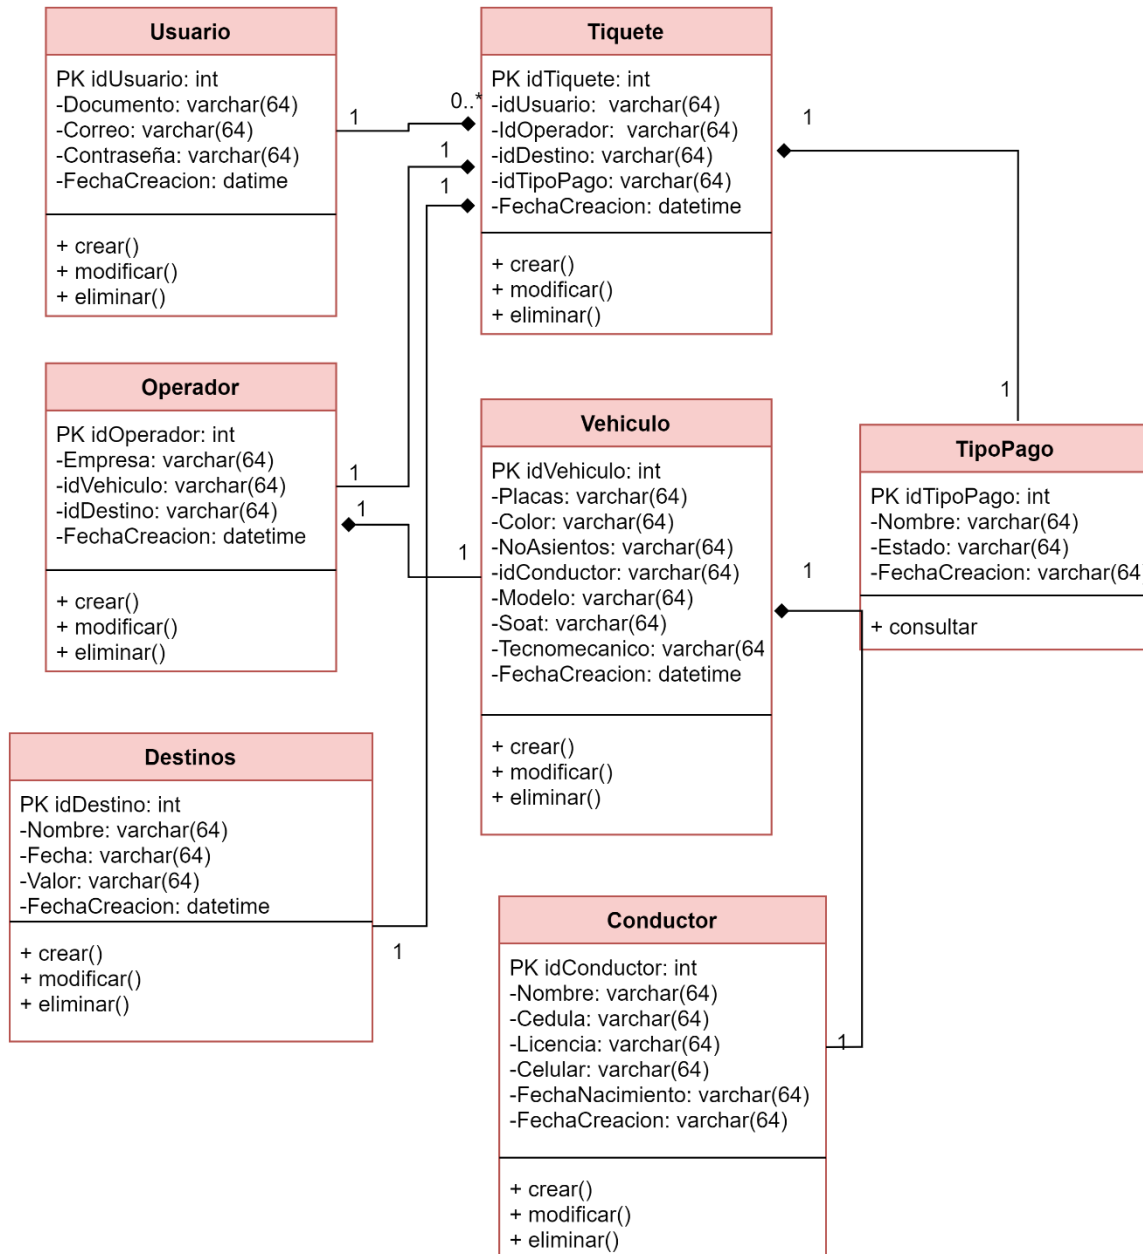 Usuario
PK idUsuario: int
-Documento: varchar(64)
-Correo: varchar(64)
-Contraseña: varchar(64)
-FechaCreacion: datime
+ crear()
+ modificar()
+ eliminar()
1
0..*
1
1
Tiquete
PK idTiquete: int
-idUsuario:  varchar(64)
-IdOperador:  varchar(64)
-idDestino: varchar(64)
-idTipoPago: varchar(64)
-FechaCreacion: datetime
+ crear()
+ modificar()
+ eliminar()
1
1
Operador
PK idOperador: int
-Empresa: varchar(64)
-idVehiculo: varchar(64)
-idDestino: varchar(64)
-FechaCreacion: datetime
+ crear()
+ modificar()
+ eliminar()
1
1
1
Vehiculo
PK idVehiculo: int
-Placas: varchar(64)
-Color: varchar(64)
-NoAsientos: varchar(64)
-idConductor: varchar(64)
-Modelo: varchar(64)
-Soat: varchar(64)
-Tecnomecanico: varchar(64
-FechaCreacion: datetime
+ crear()
+ modificar()
+ eliminar()
1
TipoPago
PK idTipoPago: int
-Nombre: varchar(64)
-Estado: varchar(64)
-FechaCreacion: varchar(64
+ consultar
Destinos
PK idDestino: int
-Nombre: varchar(64)
-Fecha: varchar(64)
-Valor: varchar(64)
-FechaCreacion: datetime
+ crear()
+ modificar()
+ eliminar()
1
Conductor
PK idConductor: int
-Nombre: varchar(64)
-Cedula: varchar(64)
-Licencia: varchar(64)
-Celular: varchar(64)
-FechaNacimiento: varchar(64)
-FechaCreacion: varchar(64)
+ crear()
+ modificar()
+ eliminar()
1